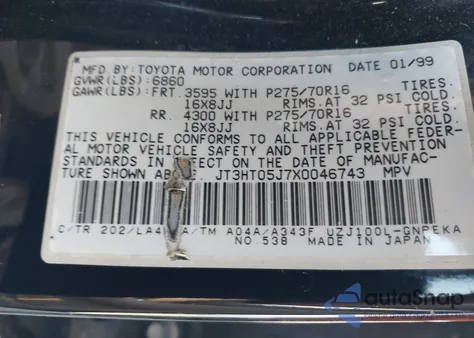 MFD. BY: TOYOTA MOTOR CORPORATION DATE 01/99
GVWR(LBS): 6860
GAWR(LBS): FRT. 3595 WITH P275/70R16 TIRES.
16X8JJ RIMS.AT 32 PSI COLD.
RR. 4300 WITH P275/70R16 TIRES.
16X8JJ RIMS.AT 32 PSI COLD.
THIS VEHICLE CONFORMS TO ALL APPLICABLE FEDER-
AL MOTOR VEHICLE SAFETY AND THEFT PREVENTION
STANDARDS IN EFFECT ON THE DATE OF MANUFAC-
TURE SHOWN JT3HT05J7X0046743 MPV
C/TR 202/ A/TM A04A/A343F UZJ100L-GNPEKA
NO.538 MADE IN JAPAN
autoSnap